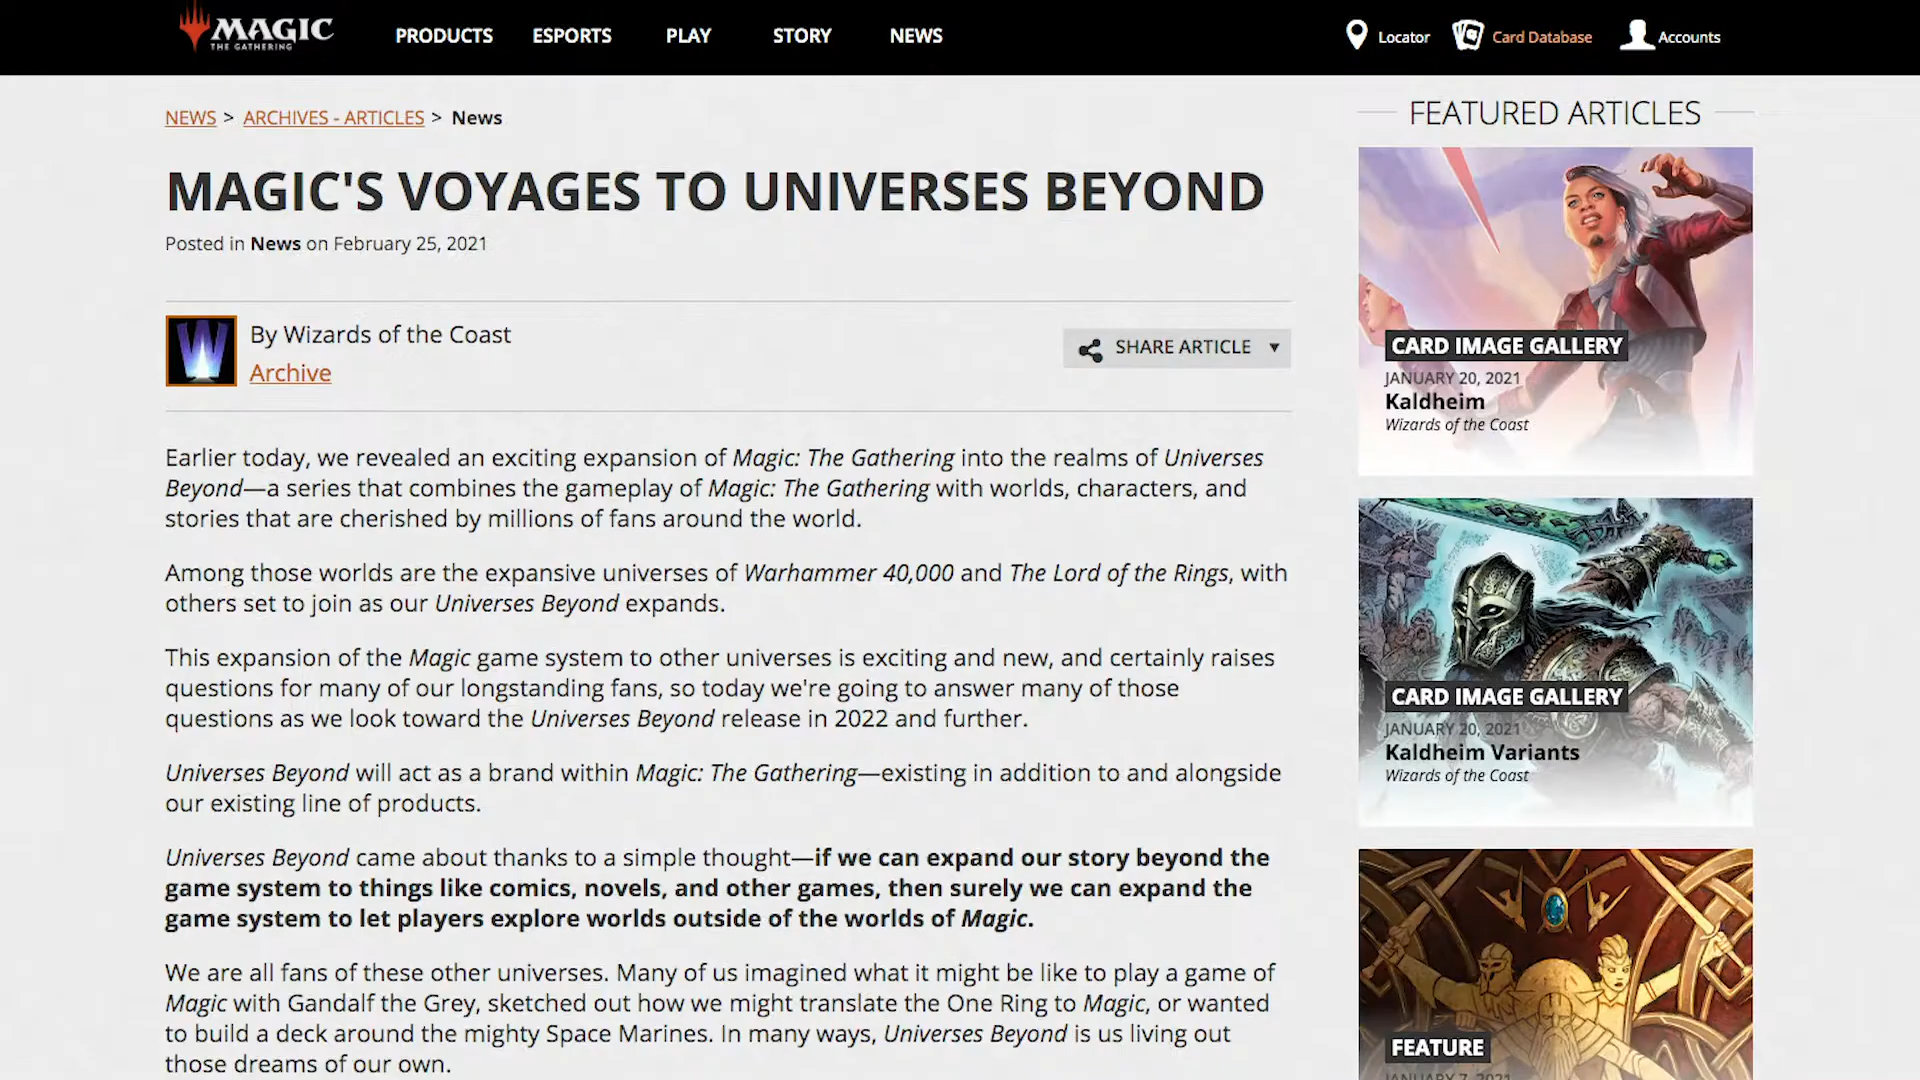 MAGIC
THE GATHERING
PRODUCTS
ESPORTS
PLAY
STORY
NEWS
Locator
Card Database
Accounts
NEWS > ARCHIVES - ARTICLES > News
MAGIC'S VOYAGES TO UNIVERSES BEYOND
Posted in News on February 25, 2021
By Wizards of the Coast
Archive
SHARE ARTICLE ▼
Earlier today, we revealed an exciting expansion of Magic: The Gathering into the realms of Universes
Beyond—a series that combines the gameplay of Magic: The Gathering with worlds, characters, and
stories that are cherished by millions of fans around the world.
Among those worlds are the expansive universes of Warhammer 40,000 and The Lord of the Rings, with
others set to join as our Universes Beyond expands.
This expansion of the Magic game system to other universes is exciting and new, and certainly raises
questions for many of our longstanding fans, so today we're going to answer many of those
questions as we look toward the Universes Beyond release in 2022 and further.
Universes Beyond will act as a brand within Magic: The Gathering—existing in addition to and alongside
our existing line of products.
Universes Beyond came about thanks to a simple thought—if we can expand our story beyond the
game system to things like comics, novels, and other games, then surely we can expand the
game system to let players explore worlds outside of the worlds of Magic.
We are all fans of these other universes. Many of us imagined what it might be like to play a game of
Magic with Gandalf the Grey, sketched out how we might translate the One Ring to Magic, or wanted
to build a deck around the mighty Space Marines. In many ways, Universes Beyond is us living out
those dreams of our own.
FEATURED ARTICLES
CARD IMAGE GALLERY
JANUARY 20, 2021
Kaldheim
Wizards of the Coast
CARD IMAGE GALLERY
JANUARY 20, 2021
Kaldheim Variants
Wizards of the Coast
FEATURE
JANUARY 7, 2021